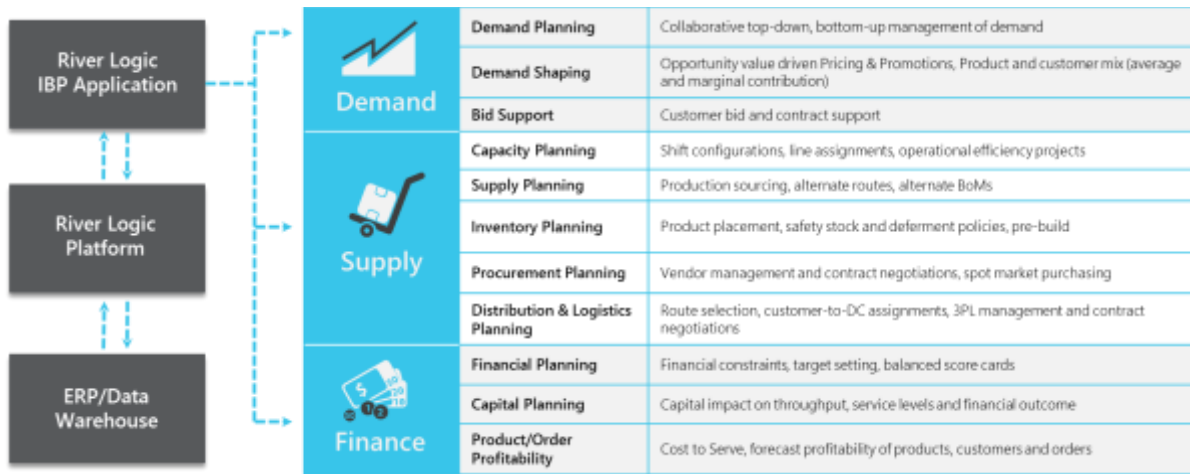 River Logic
IBP Application
River Logic
Platform
ERP/Data
Warehouse
Demand
Demand Planning
Collaborative top-down, bottom-up management of demand
Demand Shaping
Opportunity value driven Pricing & Promotions, Product and customer mix (average
and marginal contribution)
Bid Support
Customer bid and contract support
Supply
Capacity Planning
Shift configurations, line assignments, operational efficiency projects
Supply Planning
Production sourcing, alternate routes, alternate BoMs
Inventory Planning
Product placement, safety stock and deferment policies, pre-build
Procurement Planning
Vendor management and contract negotiations, spot market purchasing
Distribution & Logistics
Planning
Route selection, customer-to-DC assignments, 3PL management and contract
negotiations
$
10
20
1 2
Finance
Financial Planning
Financial constraints, target setting, balanced score cards
Capital Planning
Capital impact on throughput, service levels and financial outcome
Product/Order
Profitability
Cost to Serve, forecast profitability of products, customers and orders